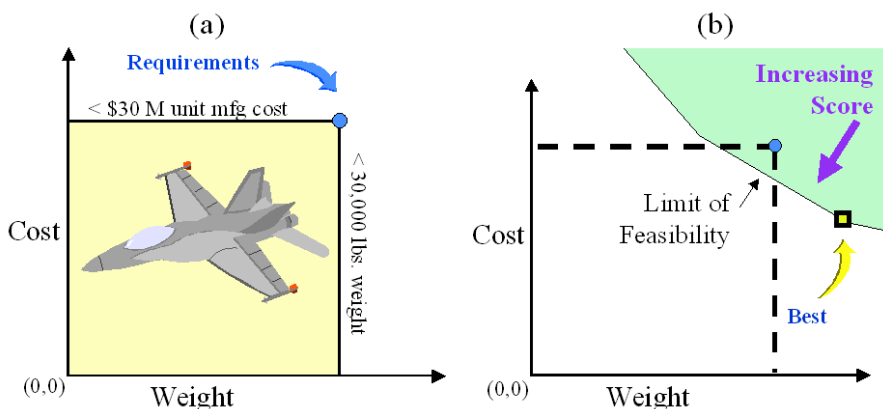 (a)
Requirements
< $30 M unit mfg cost
< 30,000 lbs. weight
Cost
(0,0)
Weight
(b)
Increasing
Score
Limit of
Feasibility
Cost
Best
(0,0)
Weight